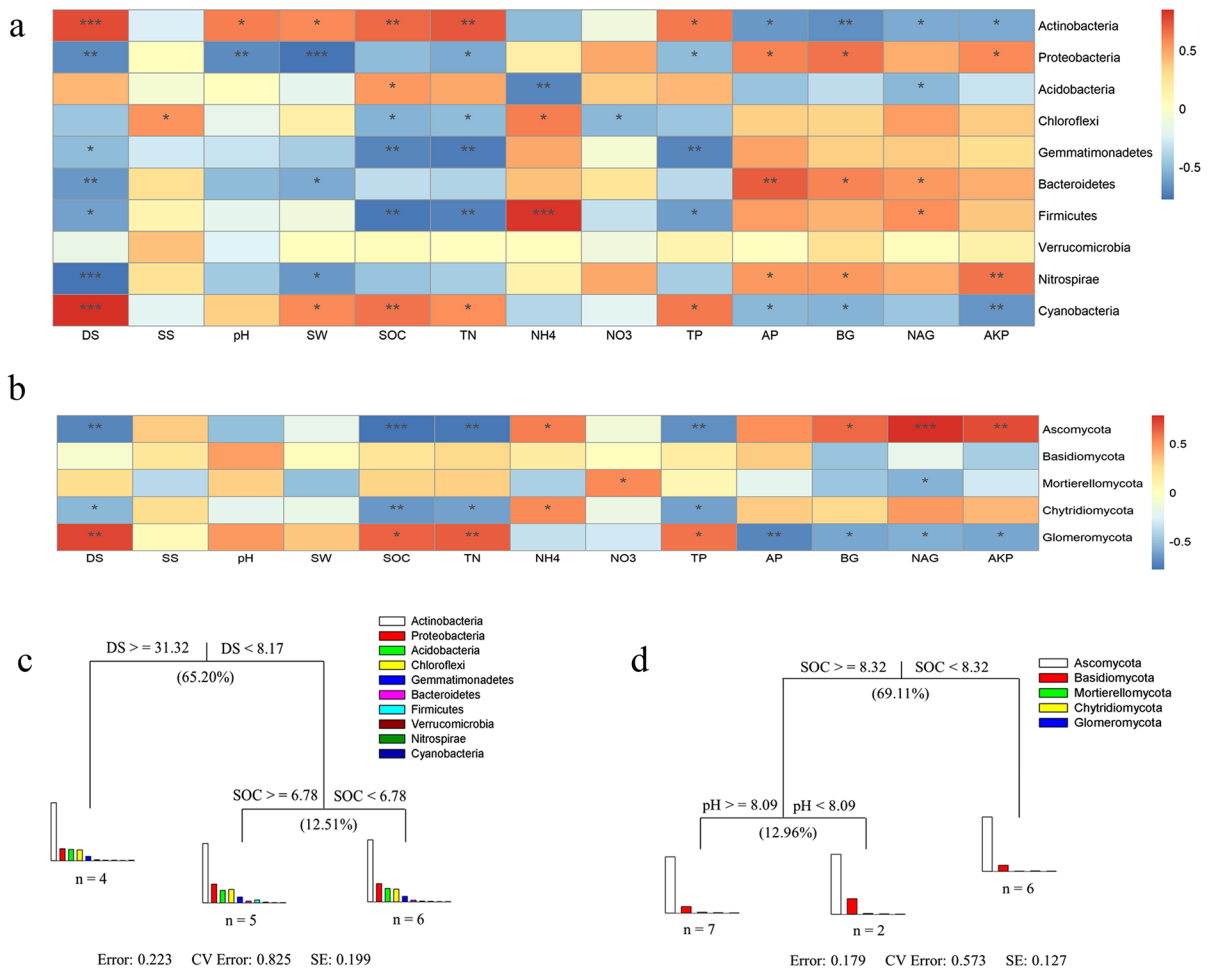 a
*** * * ** ** * * ** * * Actinobacteria
** ** *** * * * * * Proteobacteria
* ** * Acidobacteria
* * * * * Chloroflexi
* ** ** ** Gemmatimonadetes
** * ** * * Bacteroidetes
* ** ** *** * * Firmicutes
Verrucomicrobia
*** * * * ** Nitrospirae
*** * ** * * * * ** Cyanobacteria
DS SS pH SW SOC TN NH4 NO3 TP AP BG NAG AKP
0.5
0
-0.5
b
** *** ** * ** * *** ** Ascomycota
Basidiomycota
* * Mortierellomycota
* ** * * * Chytridiomycota
** * ** * ** * * * Glomeromycota
DS SS pH SW SOC TN NH4 NO3 TP AP BG NAG AKP
0.5
0
-0.5
c
DS > = 31.32 DS < 8.17
(65.20%)
SOC > = 6.78 SOC < 6.78
(12.51%)
n = 4
n = 5
n = 6
Actinobacteria
Proteobacteria
Acidobacteria
Chloroflexi
Gemmatimonadetes
Bacteroidetes
Firmicutes
Verrucomicrobia
Nitrospirae
Cyanobacteria
Error: 0.223 CV Error: 0.825 SE: 0.199
d
SOC > = 8.32 SOC < 8.32
(69.11%)
pH > = 8.09 pH < 8.09
(12.96%)
n = 7
n = 2
n = 6
Ascomycota
Basidiomycota
Mortierellomycota
Chytridiomycota
Glomeromycota
Error: 0.179 CV Error: 0.573 SE: 0.127